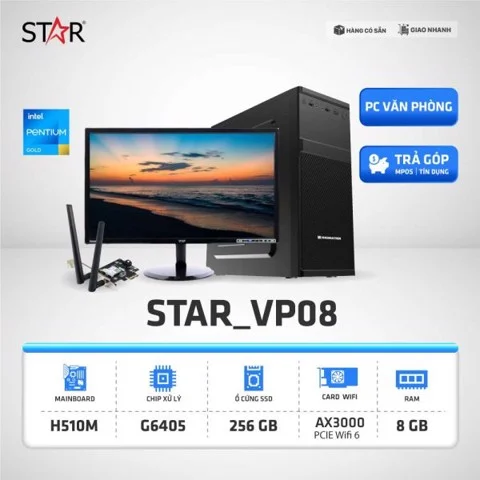 STAR
HÀNG CÓ SẴN
GIAO NHANH
intel
PENTIUM
GOLD
PC VĂN PHÒNG
TRẢ GÓP
MPOS | TÍN DỤNG
STAR_VP08
MAINBOARD
H510M
CHIP XỬ LÝ
G6405
Ổ CỨNG SSD
256 GB
CARD WIFI
AX3000
PCIE Wifi 6
RAM
8 GB